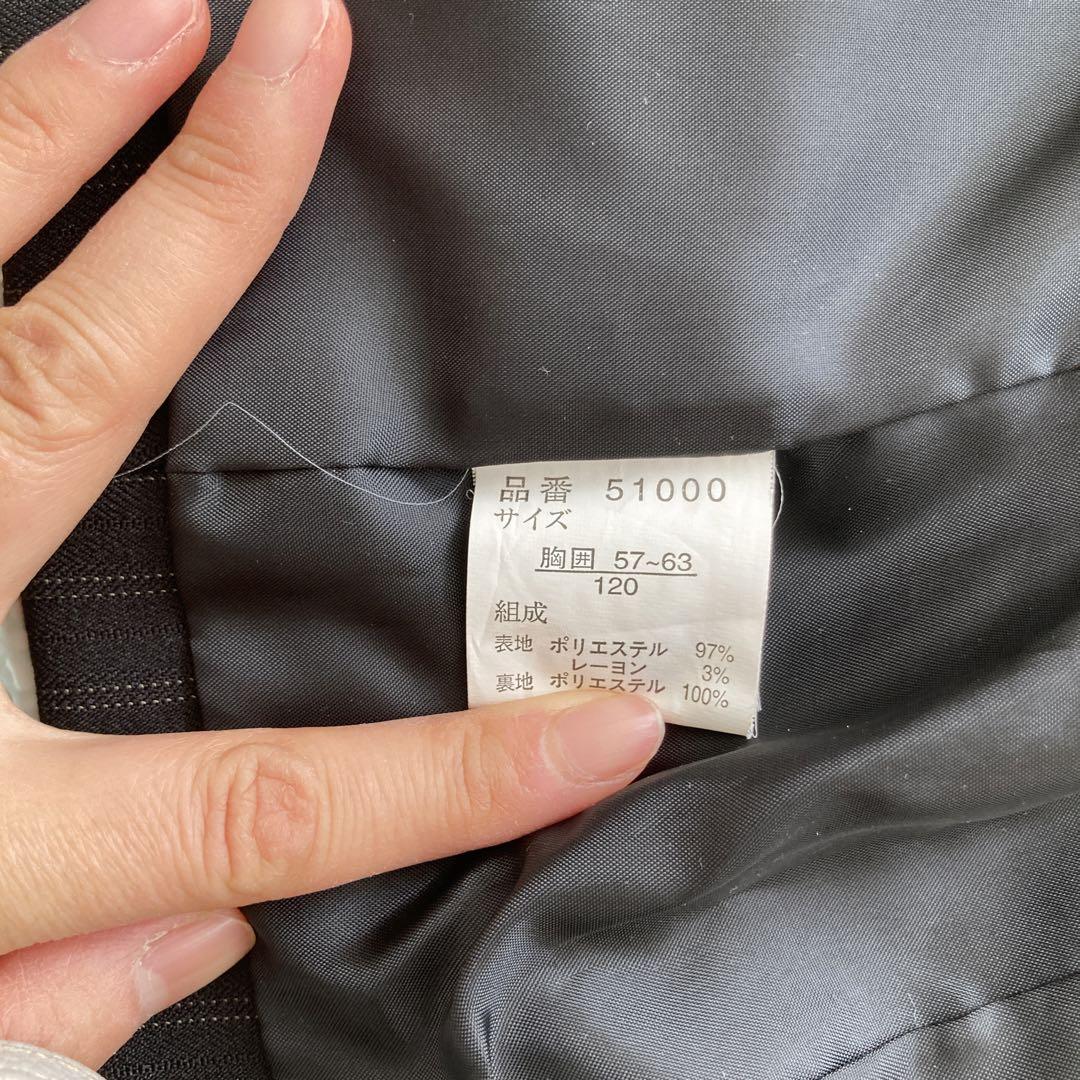 品番 51000
サイズ
胸囲 57~63
120
組成
表地 ポリエステル 97%
レーヨン 3%
裏地 ポリエステル 100%